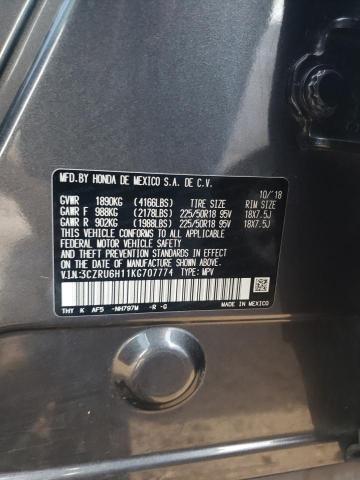 MFD.BY HONDA DE MEXICO S.A. DE C.V.
10/'18
GVWR 1890KG (4166LBS) TIRE SIZE RIM SIZE
GAWR F 988KG (2178LBS) 225/50R18 95V 18X7.5J
GAWR R 902KG (1988LBS) 225/50R18 95V 18X7.5J
THIS VEHICLE CONFORMS TO ALL APPLICABLE
FEDERAL MOTOR VEHICLE SAFETY AND THEFT
PREVENTION STANDARDS IN EFFECT ON THE DATE
OF MANUFACTURE SHOWN ABOVE.
V.I.N:3CZRU6H11KG707774 TYPE: MPV
MADE IN MEXICO
THY K AF5 -NH797M -R -G